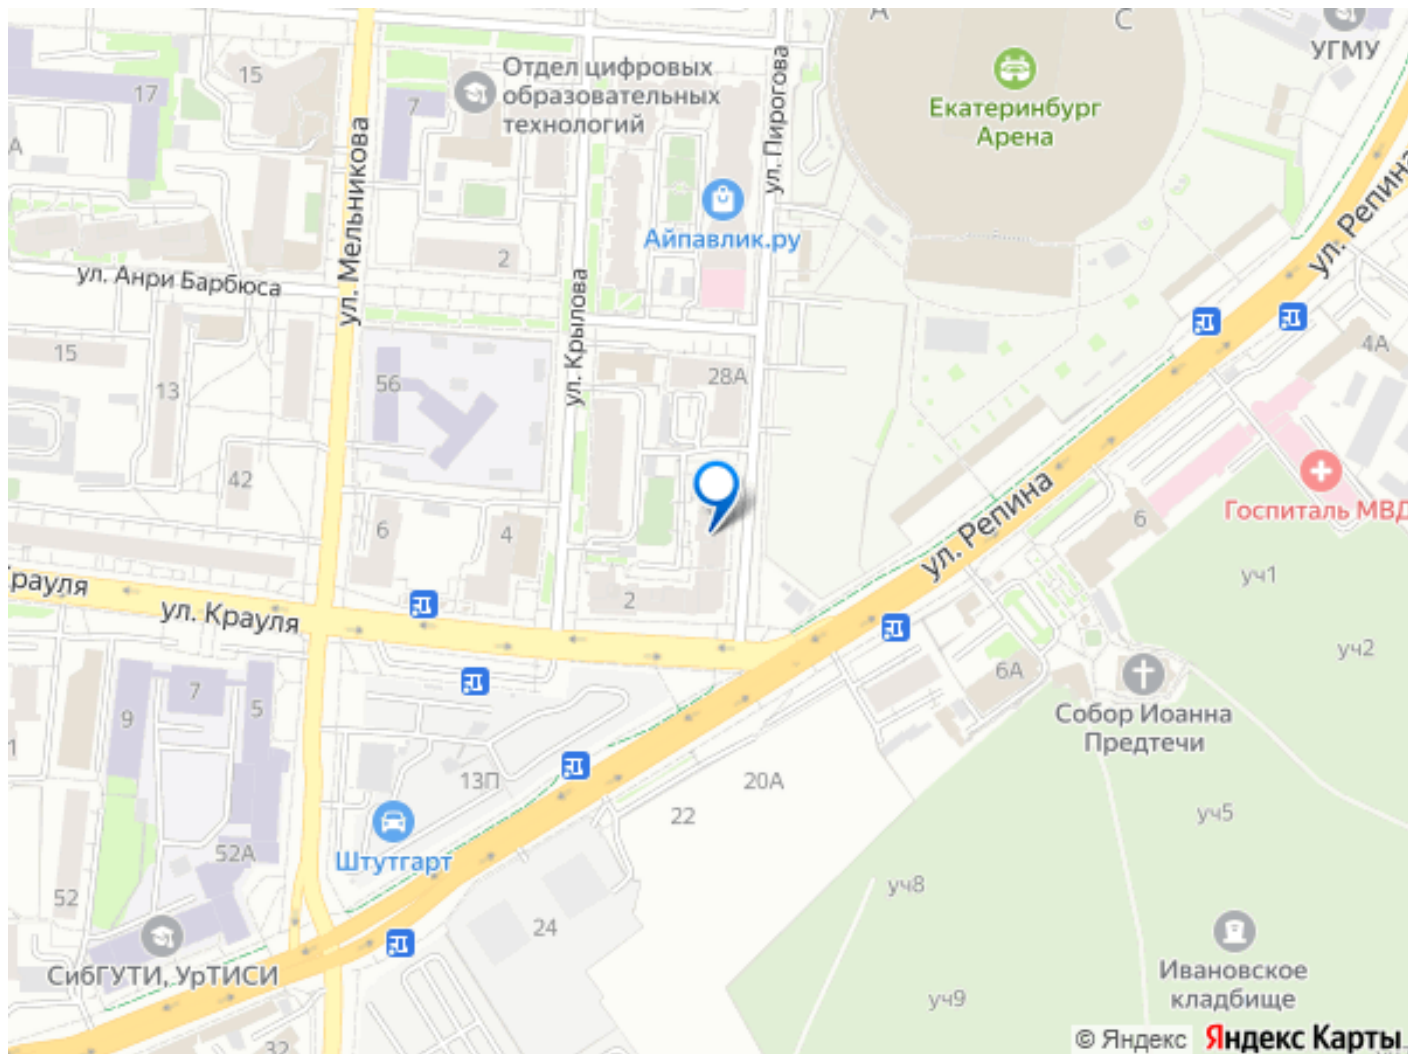 А
С
УГМУ
15
17
7
Отдел цифровых
образовательных
технологий
ул. Пирогова
Екатеринбург
Арена
А
ул. Мельникова
ул. Репина
Айпавлик.ру
2
ул. Анри Барбюса
ул. Крылова
15
13
56
28А
4А
42
6
4
ул. Репина
6
Госпиталь МВД
уч1
2
рауля
ул. Крауля
уч2
7
5
9
1
6А
Собор Иоанна
Предтечи
13П
20А
22
уч5
Штутгарт
52А
52
уч8
24
СибГУТИ, УрТИСИ
Ивановское
кладбище
уч9
32
© Яндекс Яндекс Карты